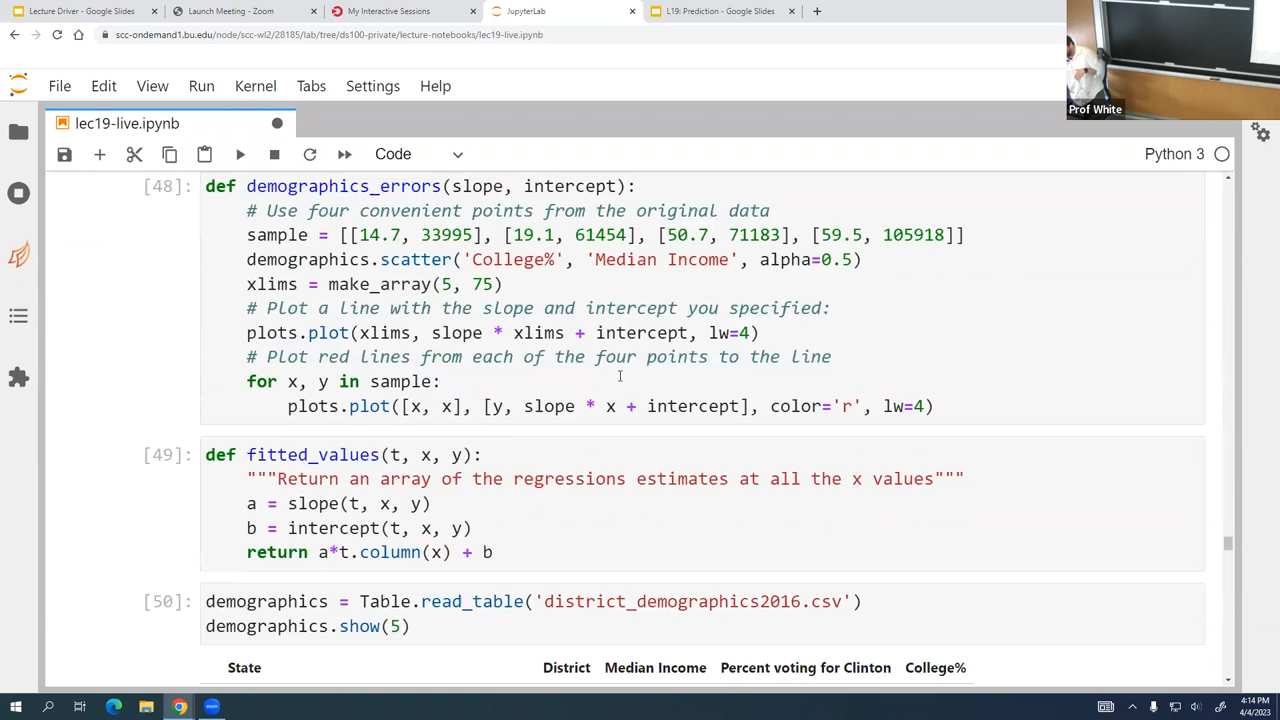 Lecture Driver - Google Slides
Launch Meeting - Zoom
My Interactive Sessions
JupyterLab
L19: Prediction - Google Slides
scc-ondemand1.bu.edu/node/scc-wl2/28185/lab/tree/ds100-private/lecture-notebooks/lec19-live.ipynb
Prof White
File Edit View Run Kernel Tabs Settings Help
lec19-live.ipynb
Code
Python 3
[48]: def demographics_errors(slope, intercept):
    # Use four convenient points from the original data
    sample = [[14.7, 33995], [19.1, 61454], [50.7, 71183], [59.5, 105918]]
    demographics.scatter('College%', 'Median Income', alpha=0.5)
    xlims = make_array(5, 75)
    # Plot a line with the slope and intercept you specified:
    plots.plot(xlims, slope * xlims + intercept, lw=4)
    # Plot red lines from each of the four points to the line
    for x, y in sample:
        plots.plot([x, x], [y, slope * x + intercept], color='r', lw=4)
[49]: def fitted_values(t, x, y):
    """Return an array of the regressions estimates at all the x values"""
    a = slope(t, x, y)
    b = intercept(t, x, y)
    return a*t.column(x) + b
[50]: demographics = Table.read_table('district_demographics2016.csv')
demographics.show(5)
State District Median Income Percent voting for Clinton College%
4:14 PM
4/4/2023